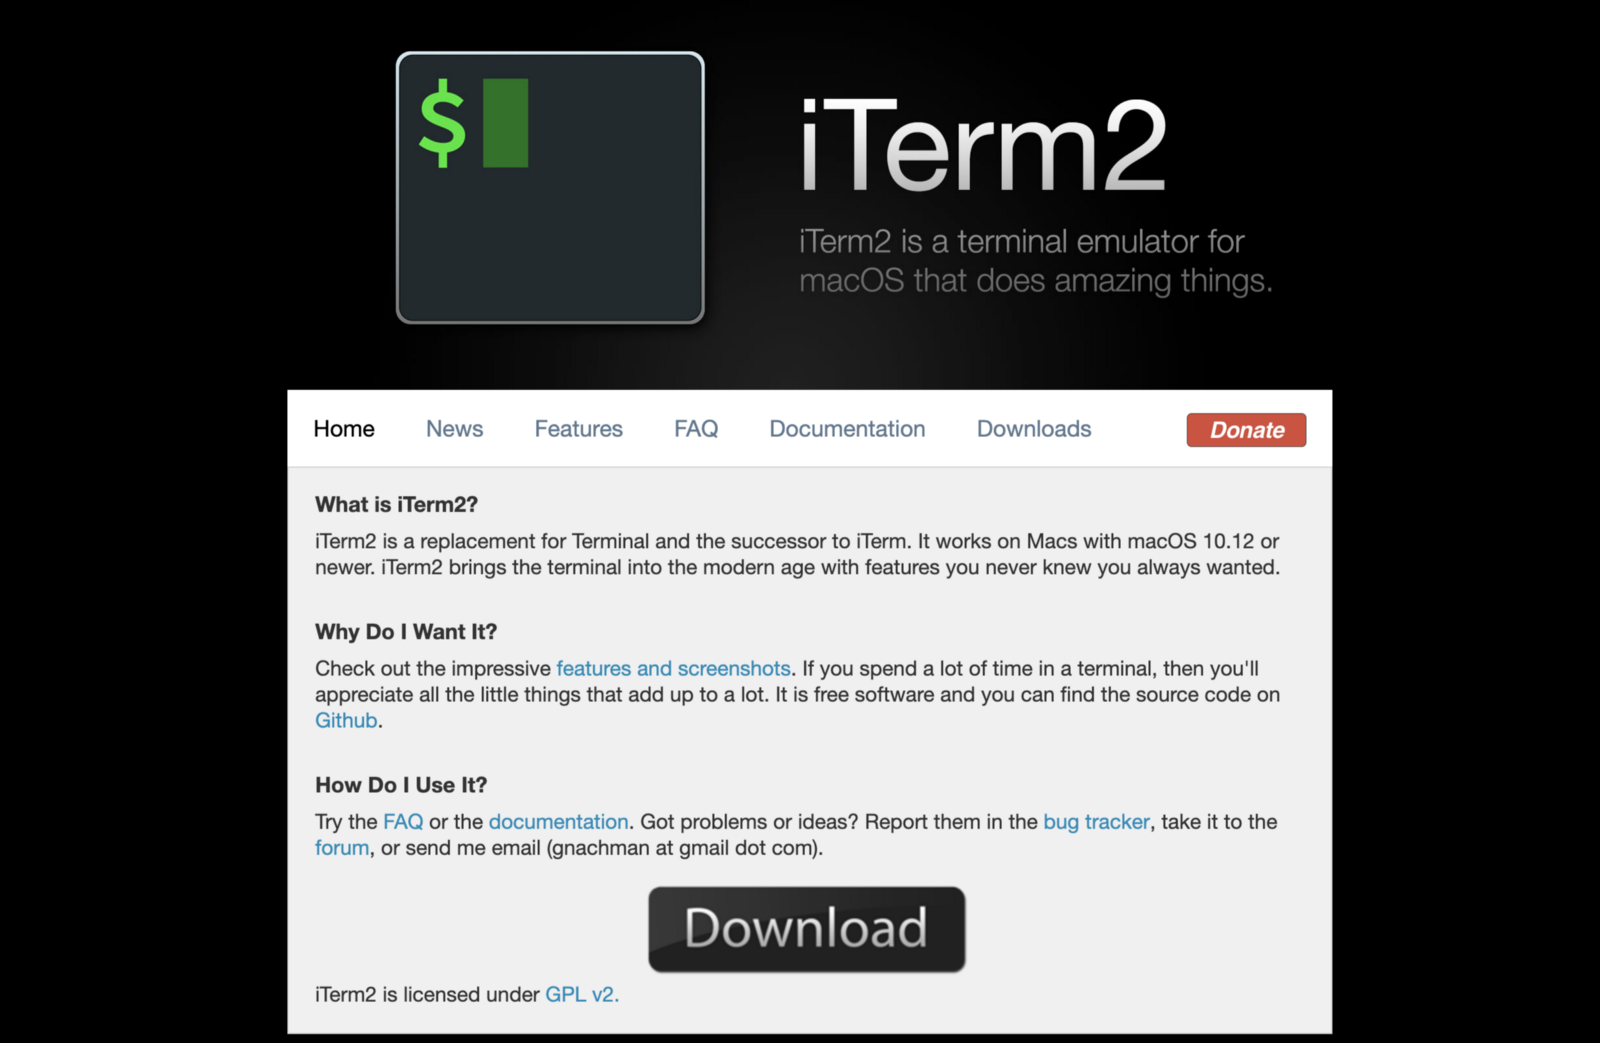 $
iTerm2
iTerm2 is a terminal emulator for
macOS that does amazing things.
Home News Features FAQ Documentation Downloads Donate
What is iTerm2?
iTerm2 is a replacement for Terminal and the successor to iTerm. It works on Macs with macOS 10.12 or
newer. iTerm2 brings the terminal into the modern age with features you never knew you always wanted.
Why Do I Want It?
Check out the impressive features and screenshots. If you spend a lot of time in a terminal, then you'll
appreciate all the little things that add up to a lot. It is free software and you can find the source code on
Github.
How Do I Use It?
Try the FAQ or the documentation. Got problems or ideas? Report them in the bug tracker, take it to the
forum, or send me email (gnachman at gmail dot com).
Download
iTerm2 is licensed under GPL v2.